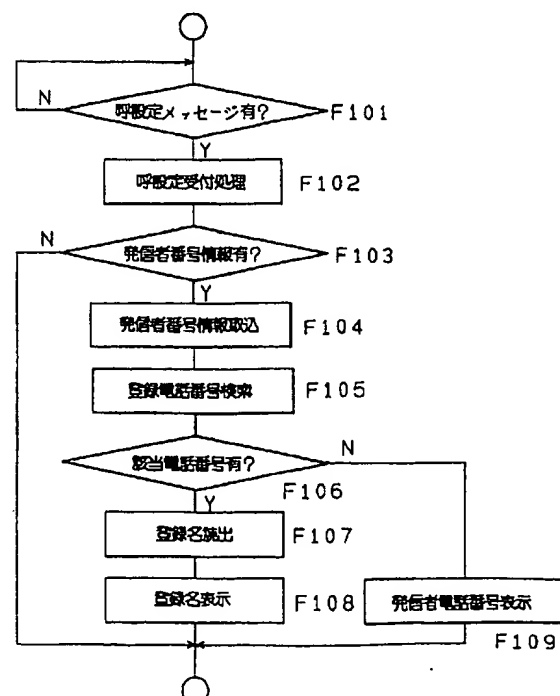 N
呼設定メッセージ有?
F101
Y
呼設定受付処理
F102
N
発信者番号情報有?
F103
Y
発信者番号情報取込
F104
登録電話番号検索
F105
該当電話番号有?
N
F106
Y
登録名読出
F107
登録名表示
F108
発信者電話番号表示
F109